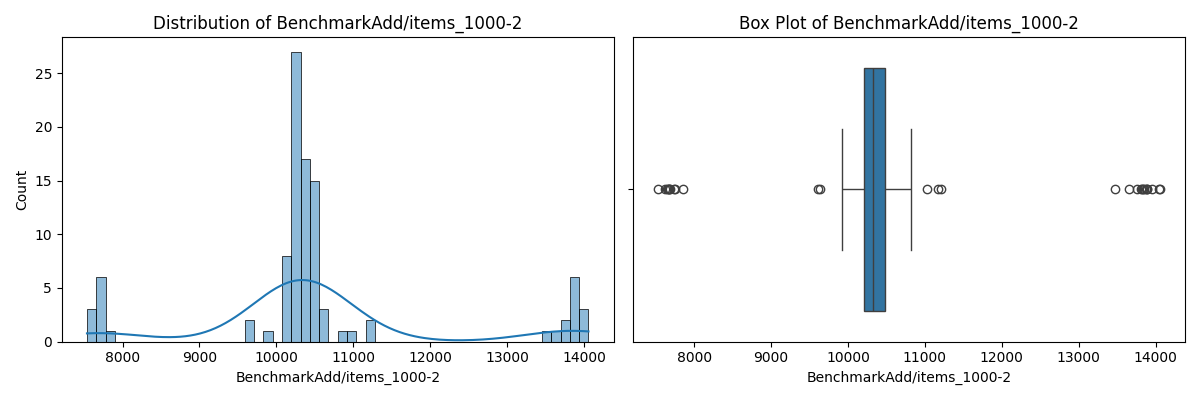 Distribution of BenchmarkAdd/items_1000-2
Box Plot of BenchmarkAdd/items_1000-2
Count
25
20
15
10
5
0
8000 9000 10000 11000 12000 13000 14000
8000 9000 10000 11000 12000 13000 14000
BenchmarkAdd/items_1000-2
BenchmarkAdd/items_1000-2